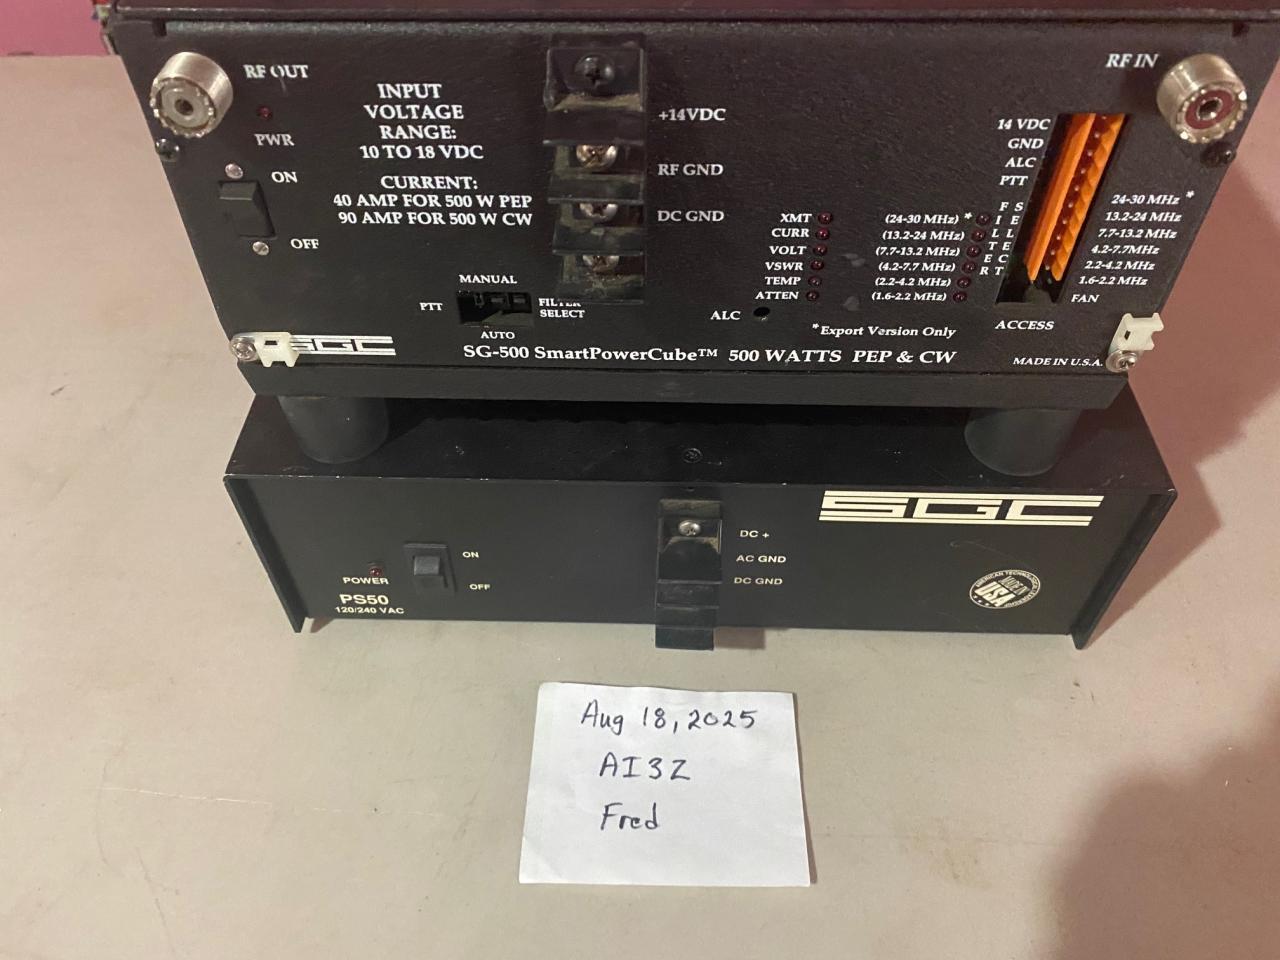 RF OUT
PWR
ON
OFF
INPUT
VOLTAGE
RANGE:
10 TO 18 VDC
CURRENT:
40 AMP FOR 500 W PEP
90 AMP FOR 500 W CW
+14VDC
RF GND
DC GND
MANUAL
PTT
FILTER
SELECT
AUTO
XMT
CURR
VOLT
VSWR
TEMP
ATTEN
ALC
(24-30 MHz) *
(13.2-24 MHz)
(7.7-13.2 MHz)
(4.2-7.7 MHz)
(2.2-4.2 MHz)
(1.6-2.2 MHz)
*Export Version Only
RF IN
14 VDC
GND
ALC
PTT
FILTER
SELECT
24-30 MHz *
13.2-24 MHz
7.7-13.2 MHz
4.2-7.7MHz
2.2-4.2 MHz
1.6-2.2 MHz
FAN
ACCESS
SGC
SG-500 SmartPowerCube™ 500 WATTS PEP & CW
MADE IN U.S.A.
SGC
ON
OFF
POWER
PS50
120/240 VAC
DC +
AC GND
DC GND
MADE IN
USA
Aug 18, 2025
AI3Z
Fred